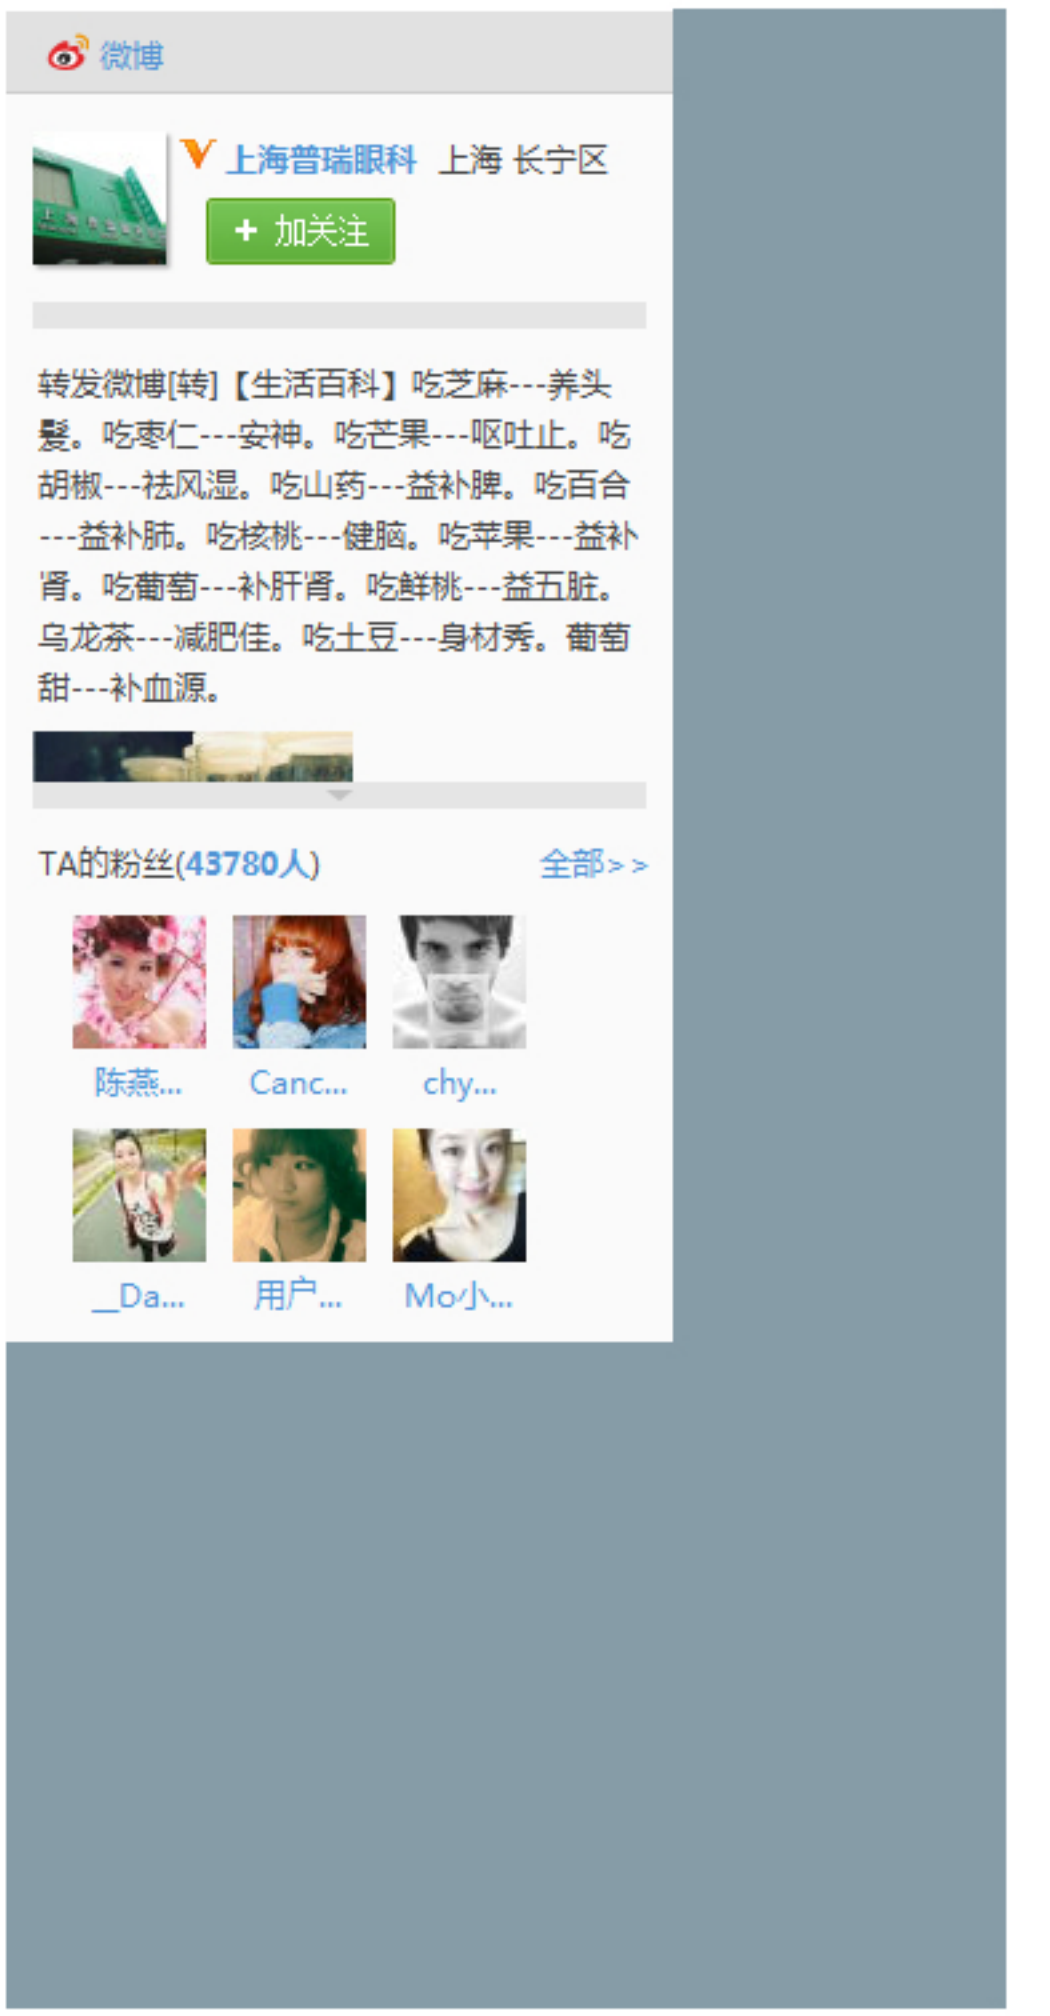 微博
上海普瑞眼科 上海 长宁区
+ 加关注
转发微博[转]【生活百科】吃芝麻---养头
髮。吃枣仁---安神。吃芒果---呕吐止。吃
胡椒---祛风湿。吃山药---益补脾。吃百合
---益补肺。吃核桃---健脑。吃苹果---益补
肾。吃葡萄---补肝肾。吃鲜桃---益五脏。
乌龙茶---减肥佳。吃土豆---身材秀。葡萄
甜---补血源。
TA的粉丝(43780人) 全部>>
陈燕... Canc... chy...
__Da... 用户... Mo小...